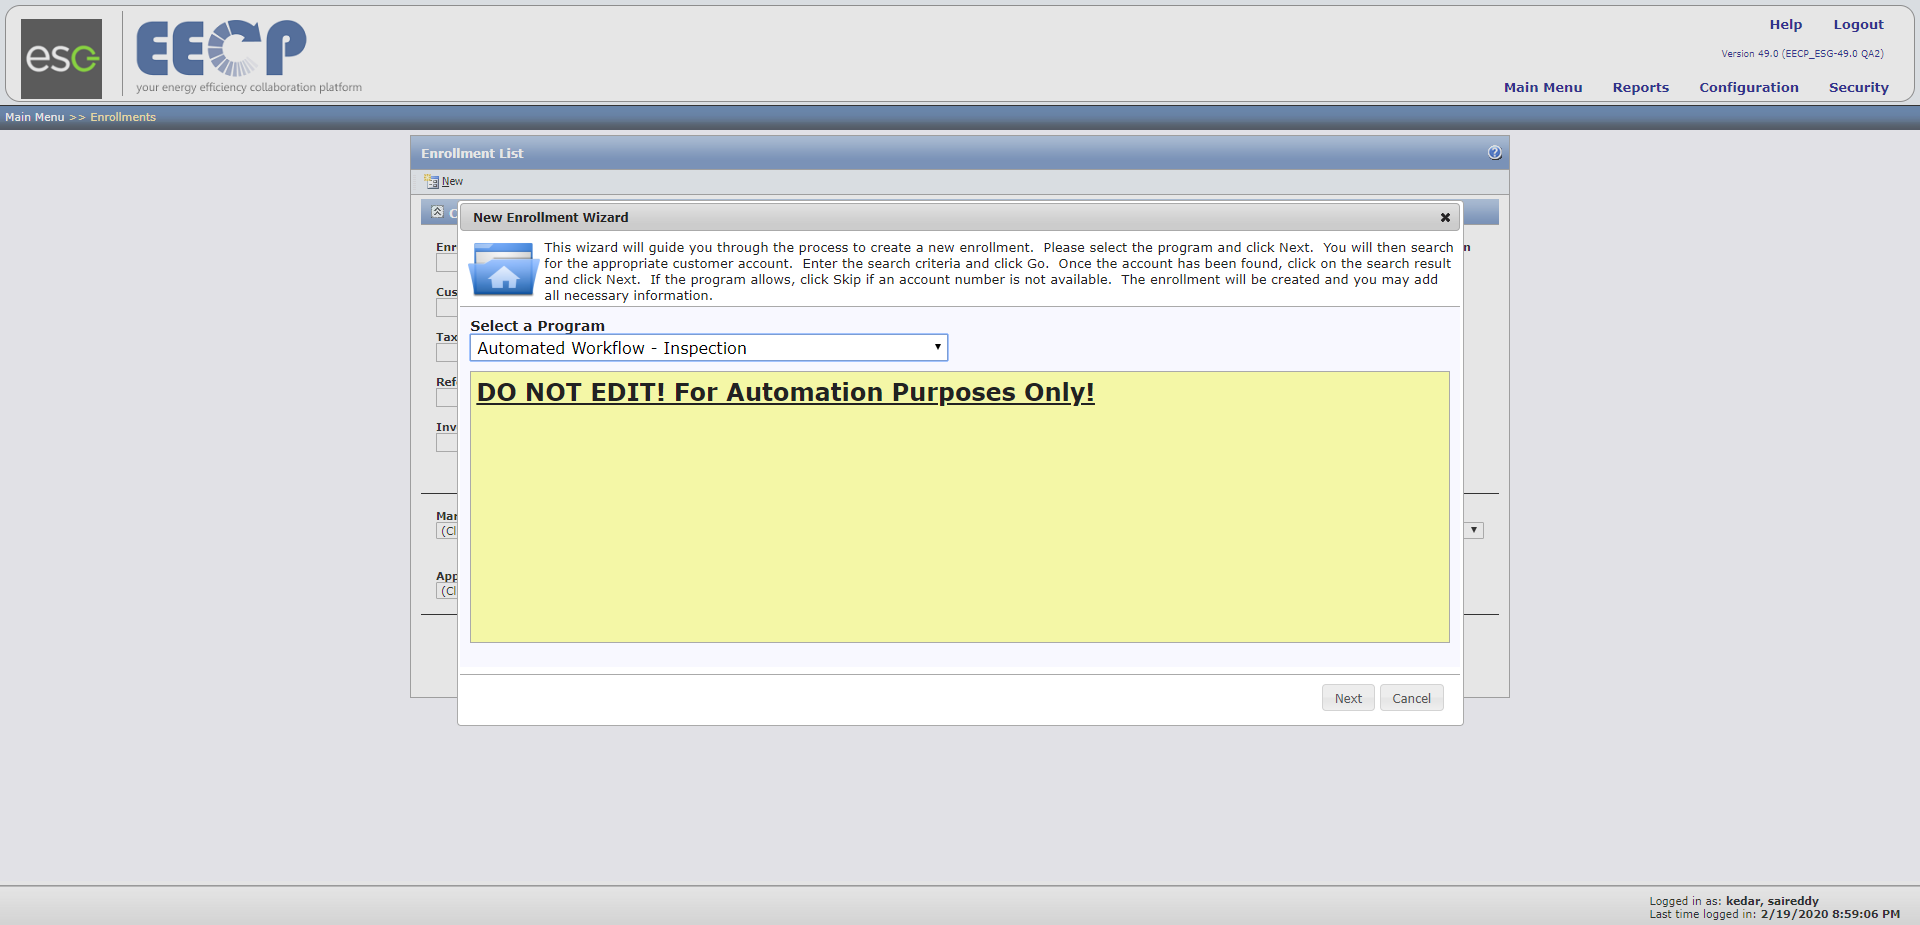 esc
EECP
your energy efficiency collaboration platform
Help Logout
Version 49.0 (EECP_ESG-49.0 QA2)
Main Menu Reports Configuration Security
Main Menu >> Enrollments
Enrollment List
New
New Enrollment Wizard
This wizard will guide you through the process to create a new enrollment. Please select the program and click Next. You will then search
for the appropriate customer account. Enter the search criteria and click Go. Once the account has been found, click on the search result
and click Next. If the program allows, click Skip if an account number is not available. The enrollment will be created and you may add
all necessary information.
Enr
Cus
Tax
Refe
Inv
Mar
(Cl
App
(Cl
Select a Program
Automated Workflow - Inspection
DO NOT EDIT! For Automation Purposes Only!
Next Cancel
Logged in as: kedar, saireddy
Last time logged in: 2/19/2020 8:59:06 PM